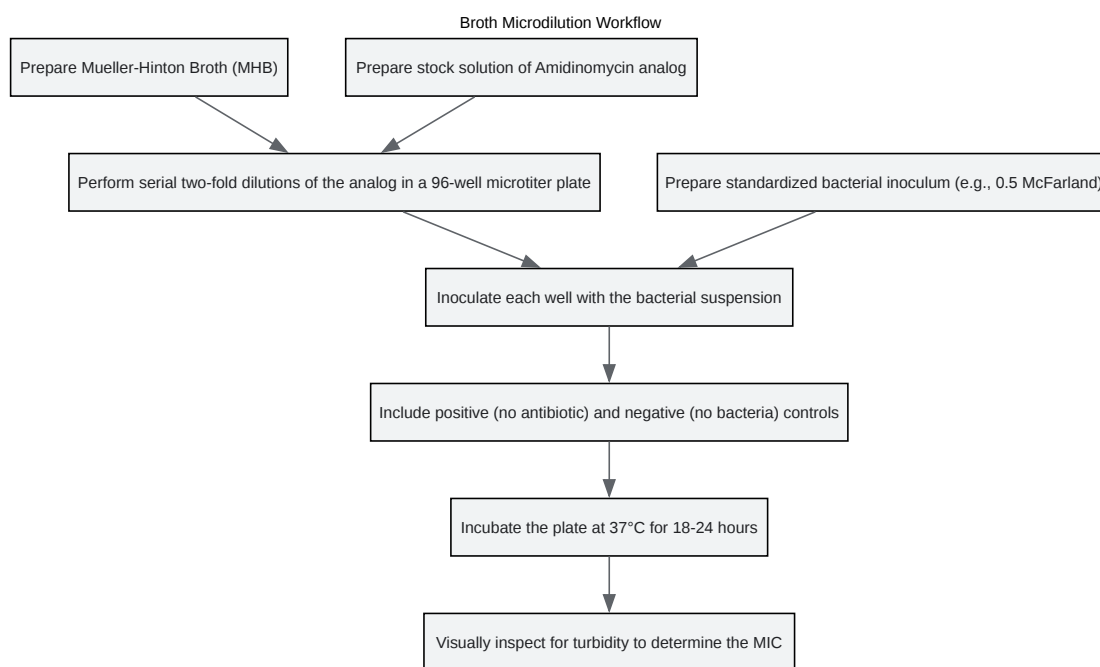 Broth Microdilution Workflow
Prepare Mueller-Hinton Broth (MHB)
Prepare stock solution of Amidinomycin analog
Perform serial two-fold dilutions of the analog in a 96-well microtiter plate
Prepare standardized bacterial inoculum (e.g., 0.5 McFarland)
Inoculate each well with the bacterial suspension
Include positive (no antibiotic) and negative (no bacteria) controls
Incubate the plate at 37°C for 18-24 hours
Visually inspect for turbidity to determine the MIC